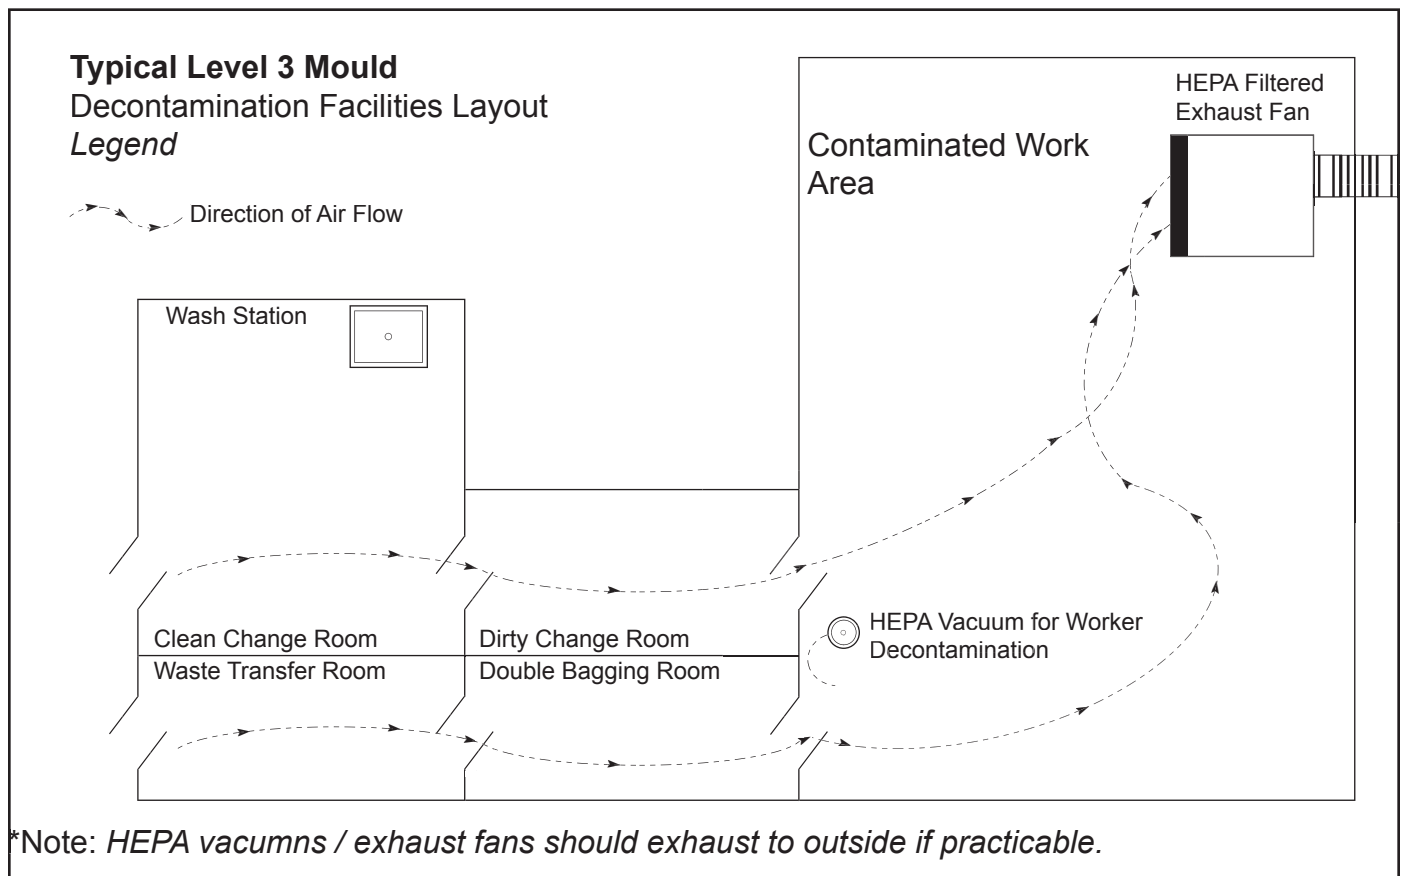 Typical Level 3 Mould
Decontamination Facilities Layout
Legend
Direction of Air Flow
HEPA Filtered
Exhaust Fan
Contaminated Work
Area
Wash Station
Clean Change Room
Dirty Change Room
Waste Transfer Room
Double Bagging Room
HEPA Vacuum for Worker
Decontamination
*Note: HEPA vacumns / exhaust fans should exhaust to outside if practicable.